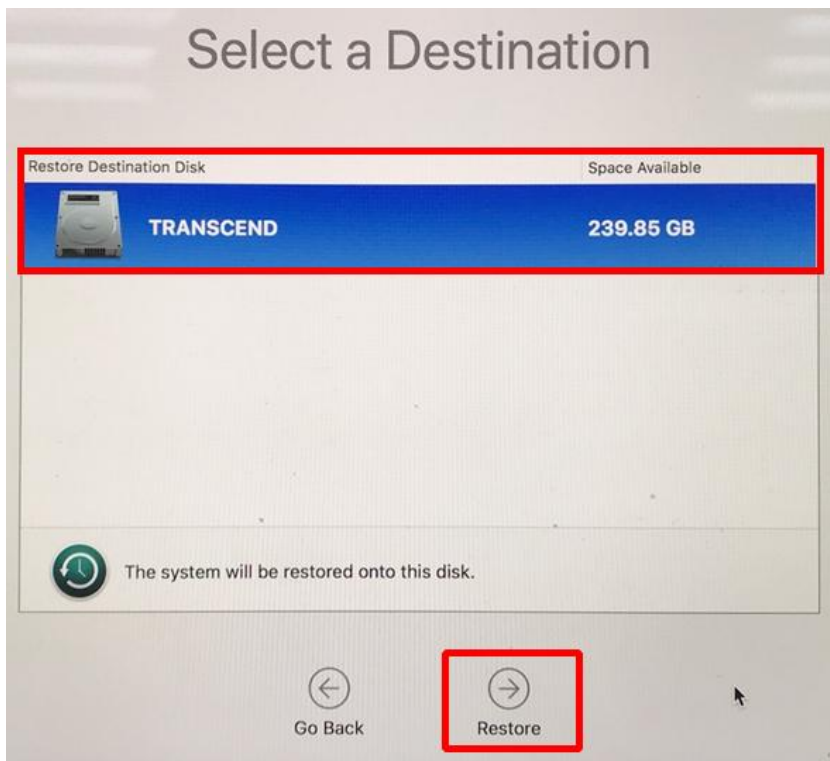 Select a Destination
Restore Destination Disk Space Available
TRANSCEND 239.85 GB
The system will be restored onto this disk.
Go Back Restore